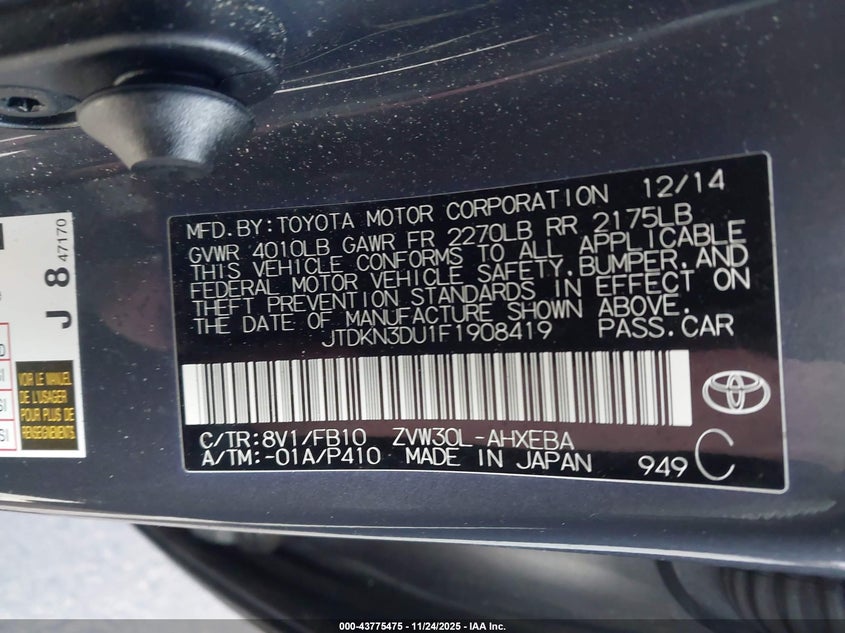 MFD.BY:TOYOTA MOTOR CORPORATION 12/14
GVWR 4010LB GAWR FR 2270LB RR 2175LB
THIS VEHICLE CONFORMS TO ALL APPLICABLE
FEDERAL MOTOR VEHICLE SAFETY,BUMPER,AND
THEFT PREVENTION STANDARDS IN EFFECT ON
THE DATE OF MANUFACTURE SHOWN ABOVE.
JTDKN3DU1F1908419 PASS.CAR
C/TR:8V1/FB10 ZVW30L-AHXEBA
A/TM:-01A/P410 MADE IN JAPAN 949 C
J 8 47170
VOIR LE MANUEL
DE L'USAGER
POUR PLUS DE
RENSEIGNEMENTS
000-43775475 - 11/24/2025 - IAA Inc.